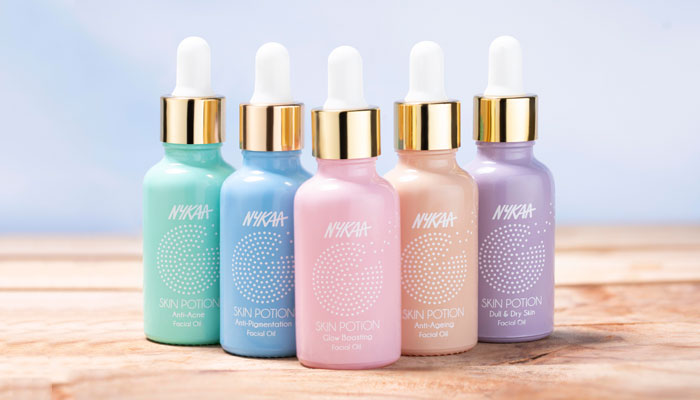 NYKAA
SKIN POTION
Anti-Acne
Facial Oil
NYKAA
SKIN POTION
Anti-Pigmentation
Facial Oil
NYKAA
SKIN POTION
Glow Boosting
Facial Oil
NYKAA
SKIN POTION
Anti-Ageing
Facial Oil
NYKAA
SKIN POTION
Dull & Dry Skin
Facial Oil